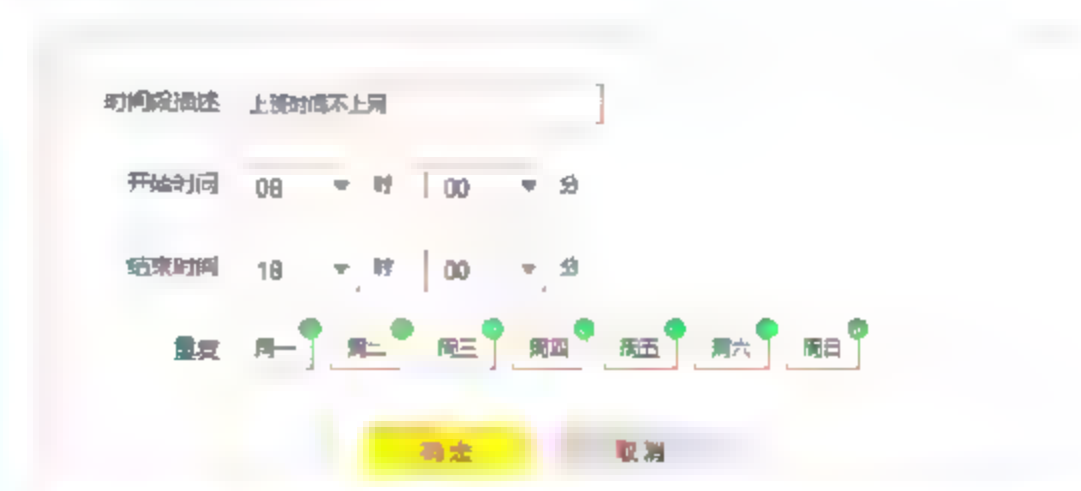 时间段描述 上班时间不上网
开始时间 08 时 00 分
结束时间 18 时 00 分
重复 周一 周二 周三 周四 周五 周六 周日
确定 取消